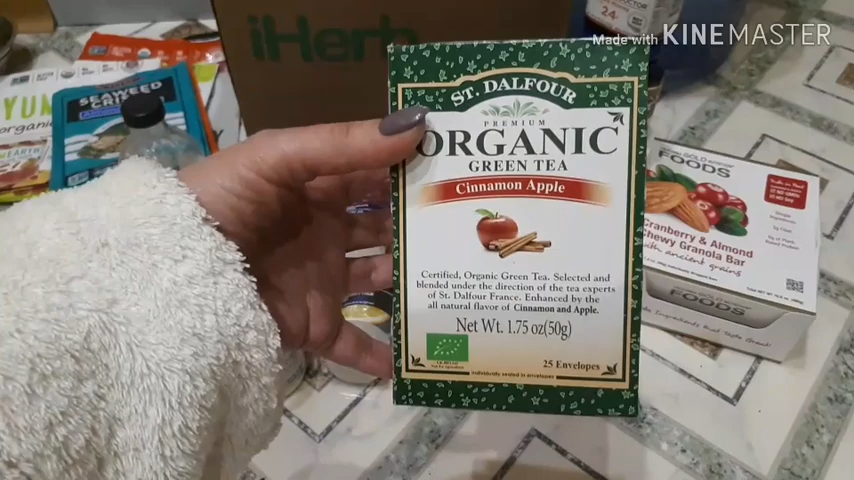 iHerb
Made with KINEMASTER
ST. DALFOUR
PREMIUM
ORGANIC
GREEN TEA
Cinnamon Apple
Certified, Organic Green Tea. Selected and
blended under the direction of the tea experts
of St. Dalfour France. Enhanced by the
all natural flavor of Cinnamon and Apple.
Net Wt. 1.75 oz(50g)
25 Envelopes
individually sealed in envelopes
YUM
organic
SEAWEED
FOODS
Cranberry & Almond
Chewy Granola Bar
with ancient grains
FOODS
24